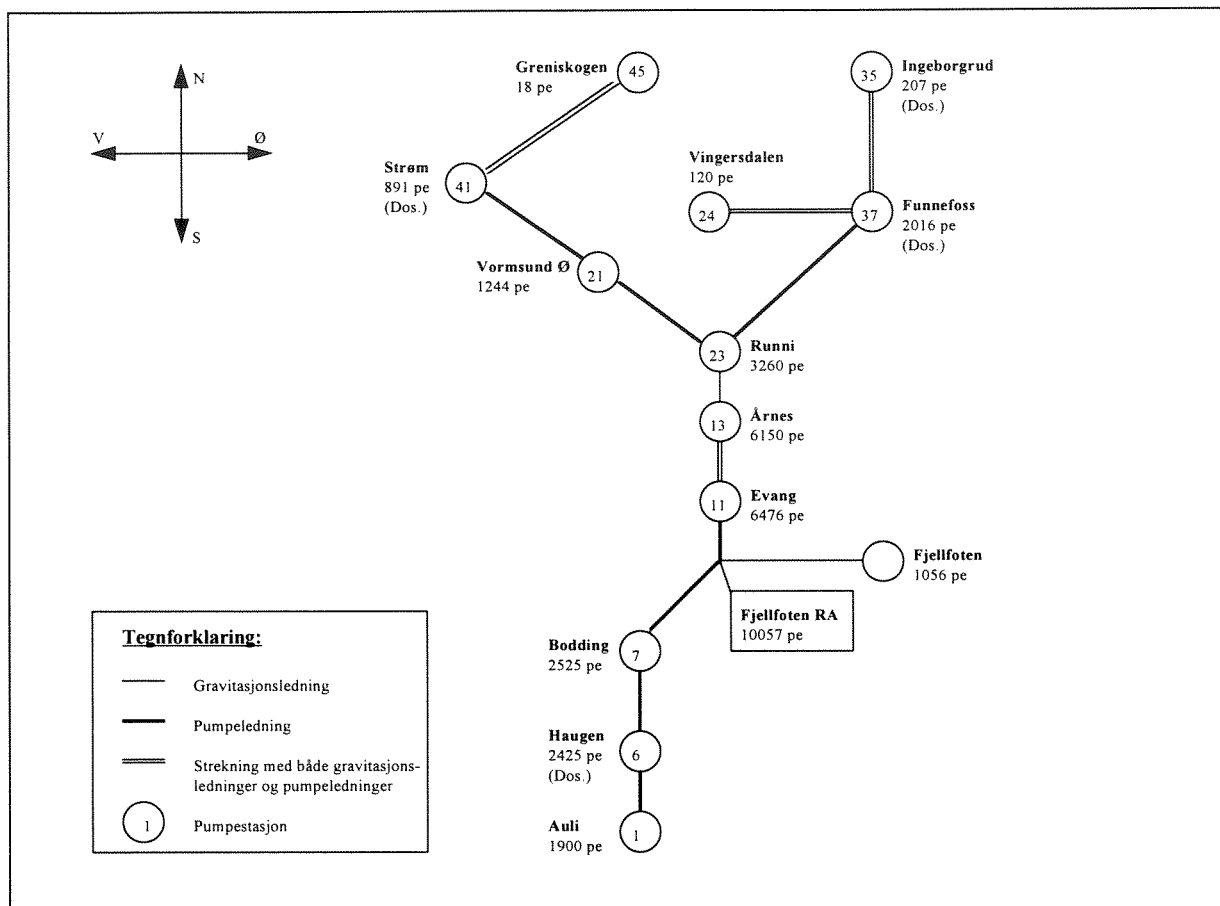 N
V
Ø
S
Greniskogen
18 pe
45
Ingeborgrud
207 pe
(Dos.)
35
Strøm
891 pe
(Dos.)
41
Vingersdalen
120 pe
24
Funnefoss
2016 pe
(Dos.)
37
Vormsund Ø
1244 pe
21
Runni
3260 pe
23
Årnes
6150 pe
13
Evang
6476 pe
11
Fjellfoten
1056 pe
Fjellfoten RA
10057 pe
Bodding
2525 pe
7
Haugen
2425 pe
(Dos.)
6
Auli
1900 pe
1
Tegnforklaring:
Gravitasjonsledning
Pumpeledning
Strekning med både gravitasjons-
ledninger og pumpeledninger
1
Pumpestasjon